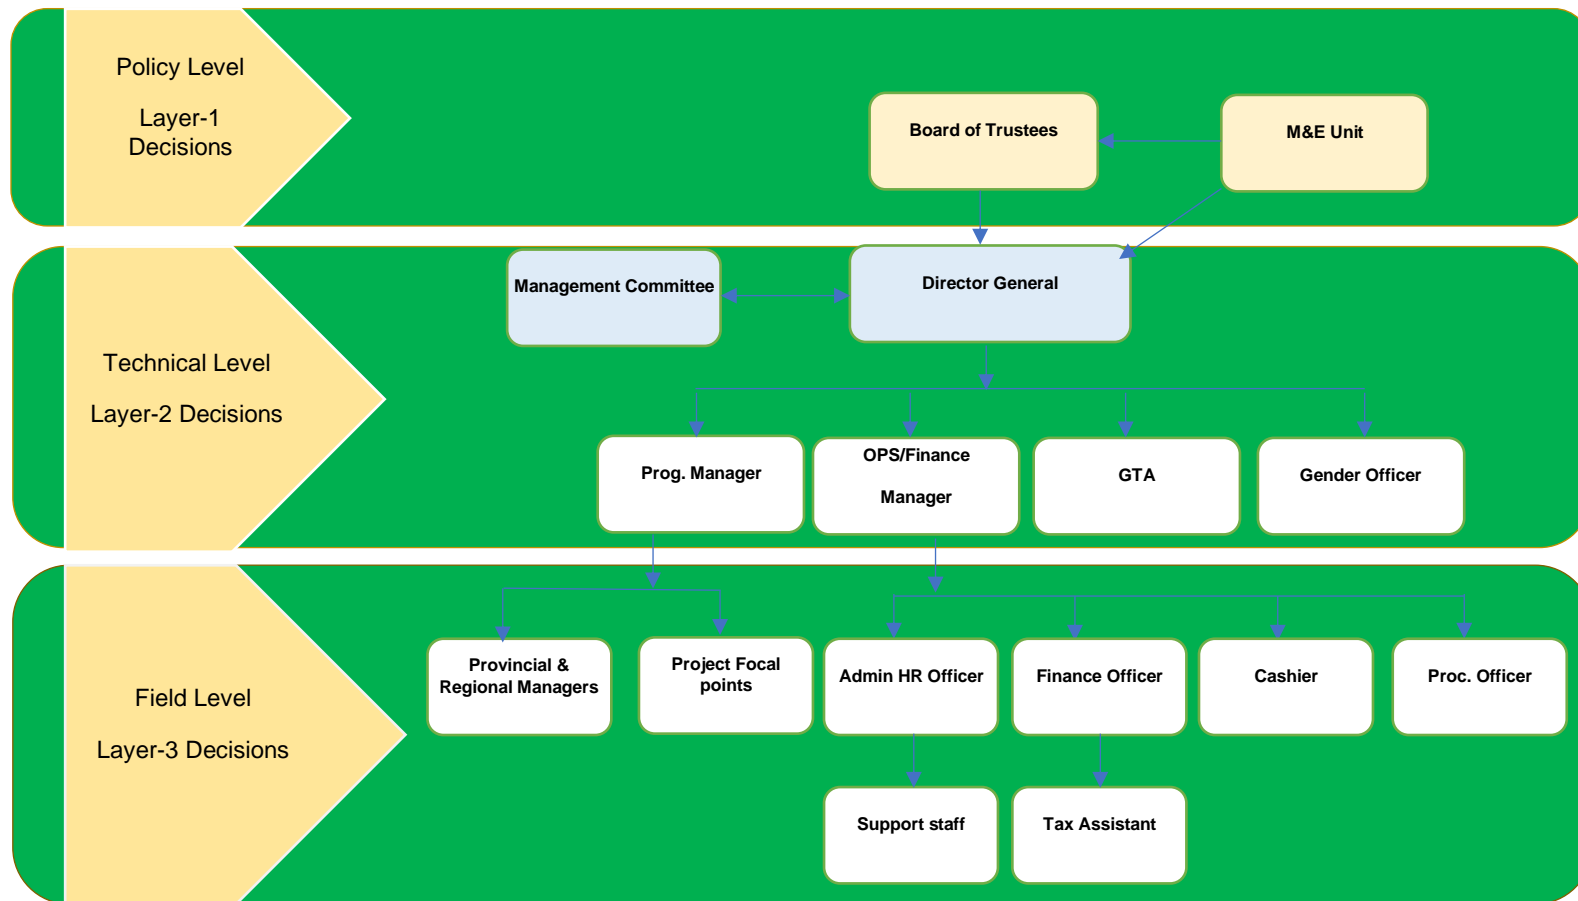 Policy Level
Layer-1
Decisions
Board of Trustees
M&E Unit
Technical Level
Layer-2 Decisions
Management Committee
Director General
Prog. Manager
OPS/Finance
Manager
GTA
Gender Officer
Field Level
Layer-3 Decisions
Provincial &
Regional Managers
Project Focal
points
Admin HR Officer
Finance Officer
Cashier
Proc. Officer
Support staff
Tax Assistant